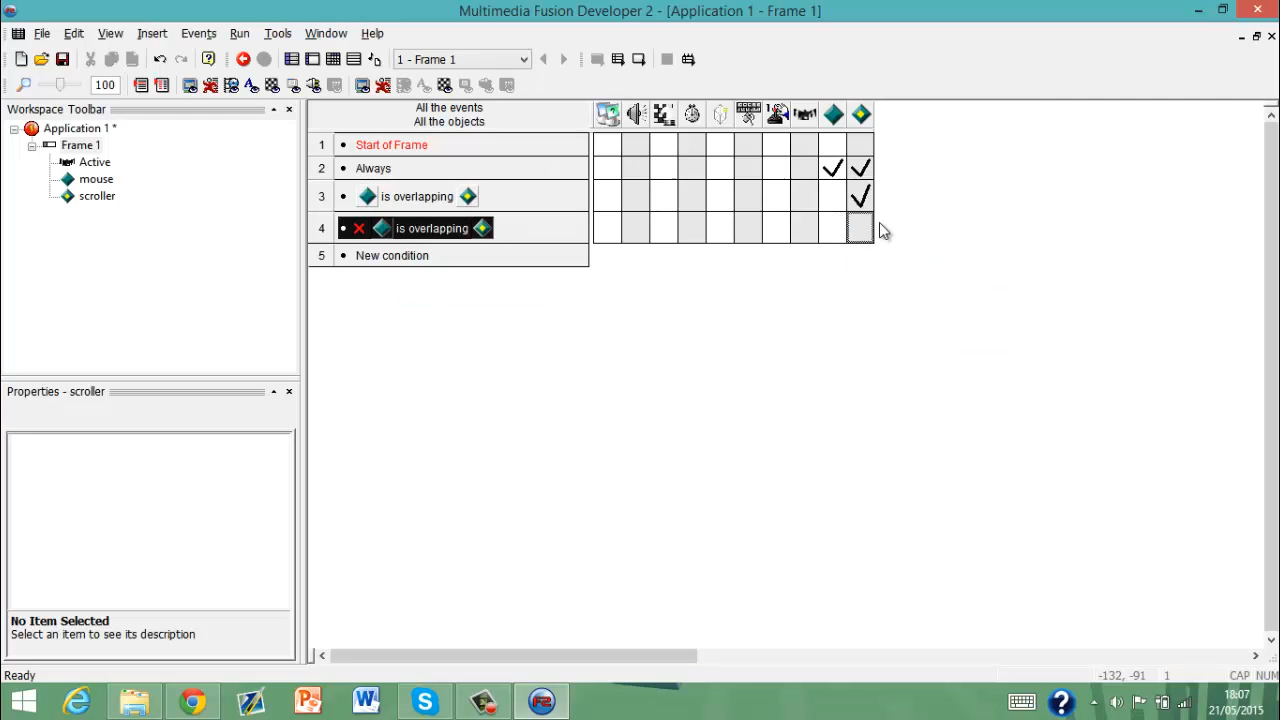 Multimedia Fusion Developer 2 - [Application 1 - Frame 1]
File Edit View Insert Events Run Tools Window Help
1 - Frame 1
100
Workspace Toolbar
Application 1 *
Frame 1
Active
mouse
scroller
All the events
All the objects
1 • Start of Frame
2 • Always
3 • is overlapping
4 • is overlapping
5 • New condition
Properties - scroller
No Item Selected
Select an item to see its description
Ready
-132, -91 1 CAP NUM
18:07
21/05/2015